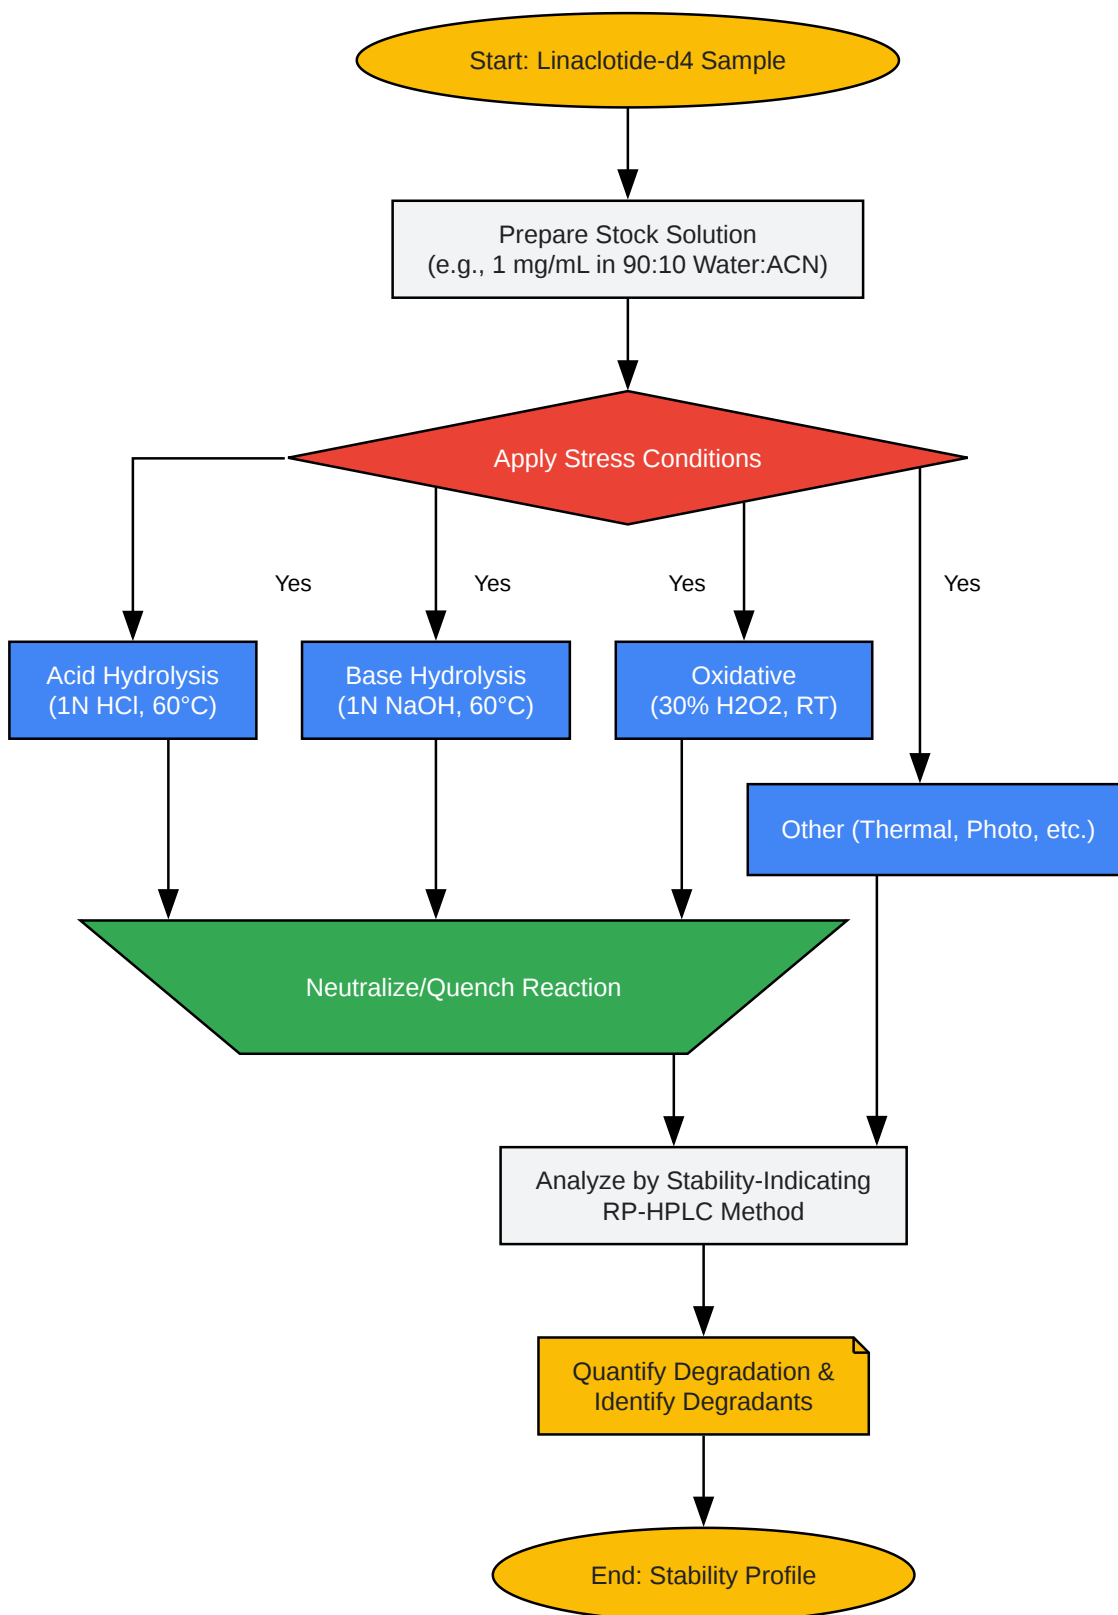 Start: Linaclotide-d4 Sample
Prepare Stock Solution
(e.g., 1 mg/mL in 90:10 Water:ACN)
Apply Stress Conditions
Yes
Yes
Yes
Yes
Acid Hydrolysis
(1N HCl, 60°C)
Base Hydrolysis
(1N NaOH, 60°C)
Oxidative
(30% H2O2, RT)
Other (Thermal, Photo, etc.)
Neutralize/Quench Reaction
Analyze by Stability-Indicating
RP-HPLC Method
Quantify Degradation &
Identify Degradants
End: Stability Profile